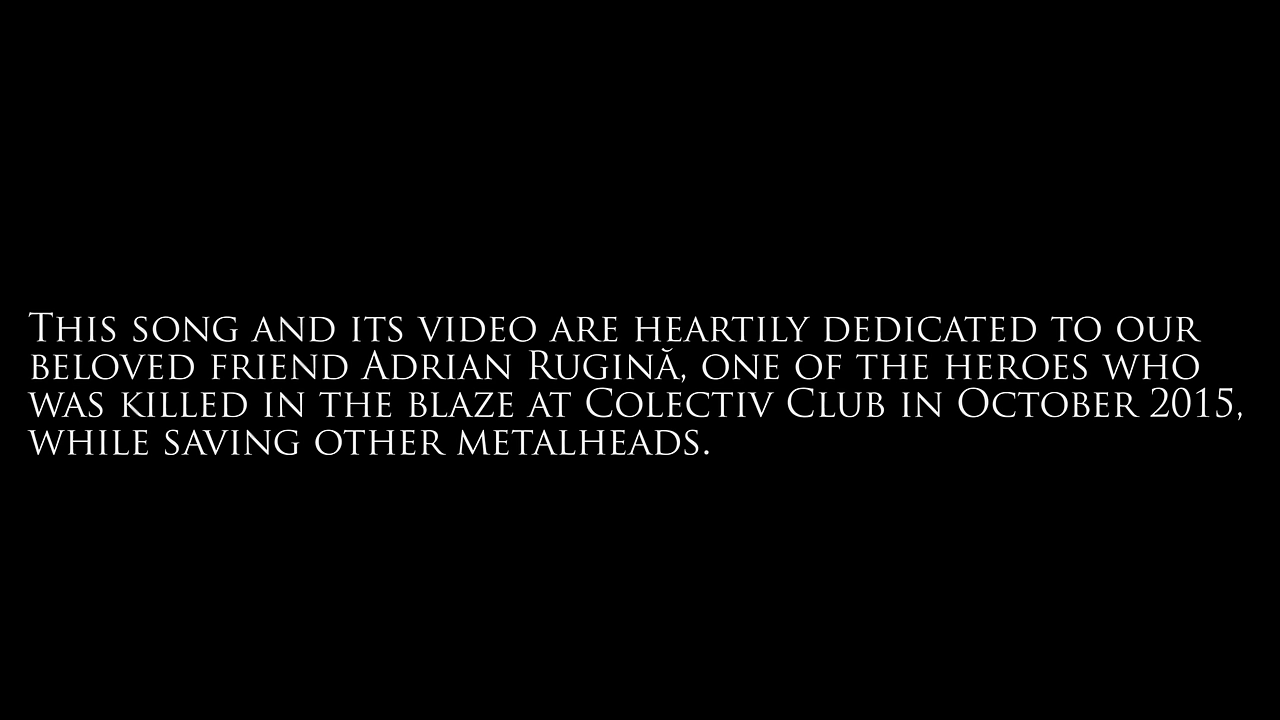 This song and its video are heartily dedicated to our
beloved friend Adrian Rugină, one of the heroes who
was killed in the blaze at Colectiv Club in October 2015,
while saving other metalheads.